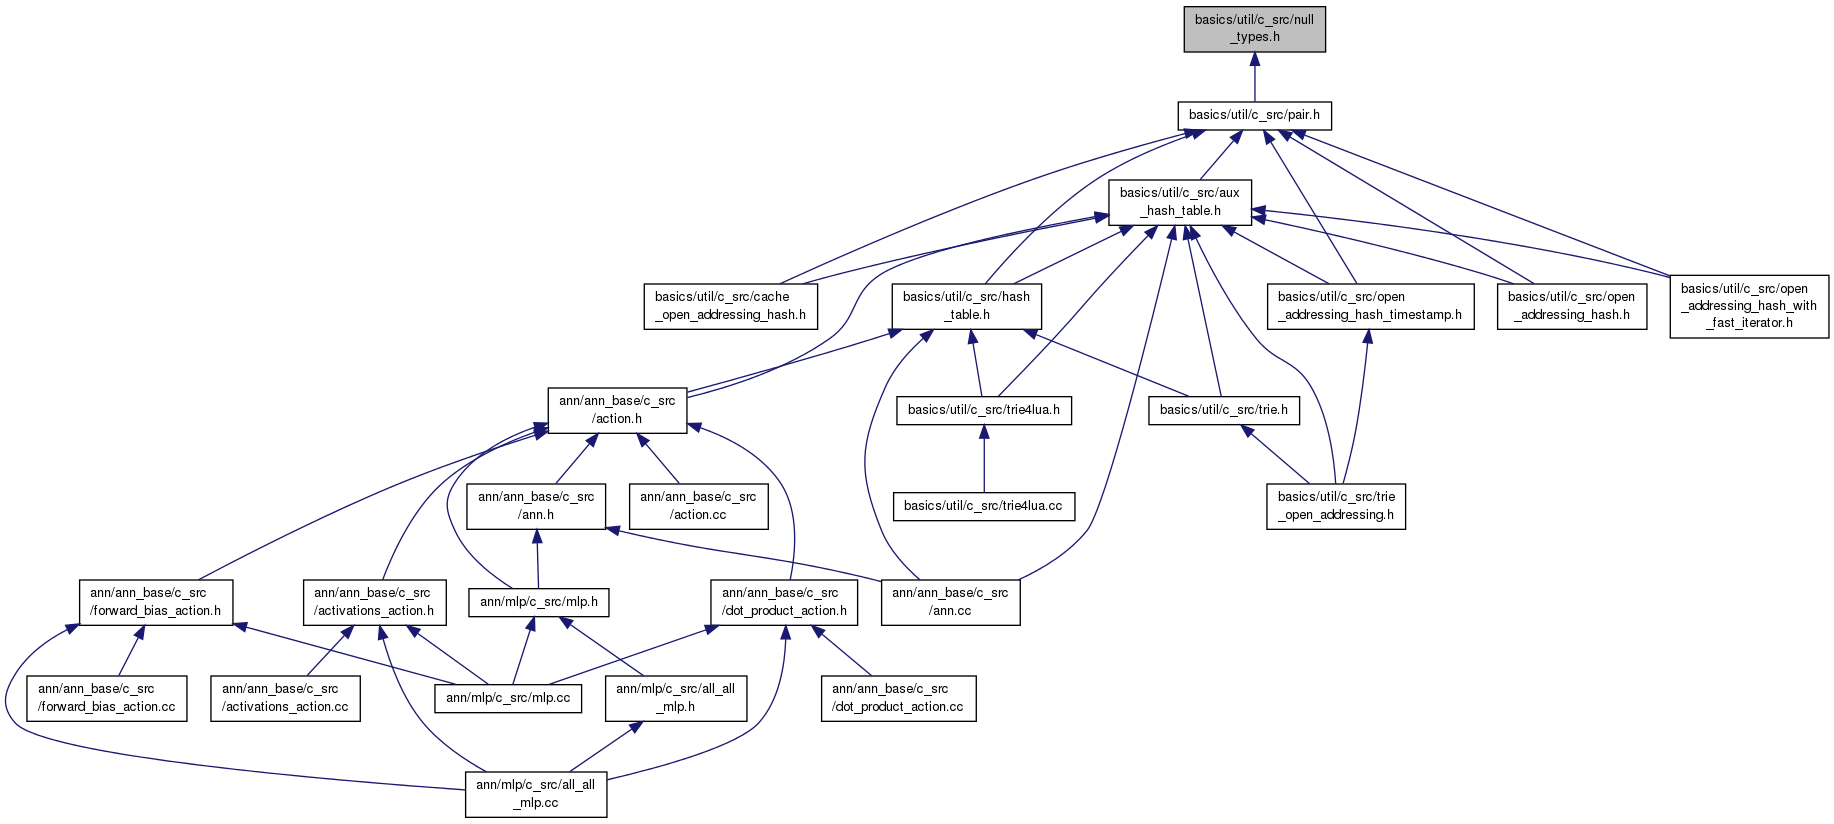 basics/util/c_src/null
_types.h
basics/util/c_src/pair.h
basics/util/c_src/aux
_hash_table.h
basics/util/c_src/cache
_open_addressing_hash.h
basics/util/c_src/hash
_table.h
basics/util/c_src/open
_addressing_hash_timestamp.h
basics/util/c_src/open
_addressing_hash.h
basics/util/c_src/open
_addressing_hash_with
_fast_iterator.h
ann/ann_base/c_src
/action.h
basics/util/c_src/trie4lua.h
basics/util/c_src/trie.h
ann/ann_base/c_src
/ann.h
ann/ann_base/c_src
/action.cc
basics/util/c_src/trie4lua.cc
basics/util/c_src/trie
_open_addressing.h
ann/ann_base/c_src
/forward_bias_action.h
ann/ann_base/c_src
/activations_action.h
ann/mlp/c_src/mlp.h
ann/ann_base/c_src
/dot_product_action.h
ann/ann_base/c_src
/ann.cc
ann/ann_base/c_src
/forward_bias_action.cc
ann/ann_base/c_src
/activations_action.cc
ann/mlp/c_src/mlp.cc
ann/mlp/c_src/all_all
_mlp.h
ann/ann_base/c_src
/dot_product_action.cc
ann/mlp/c_src/all_all
_mlp.cc